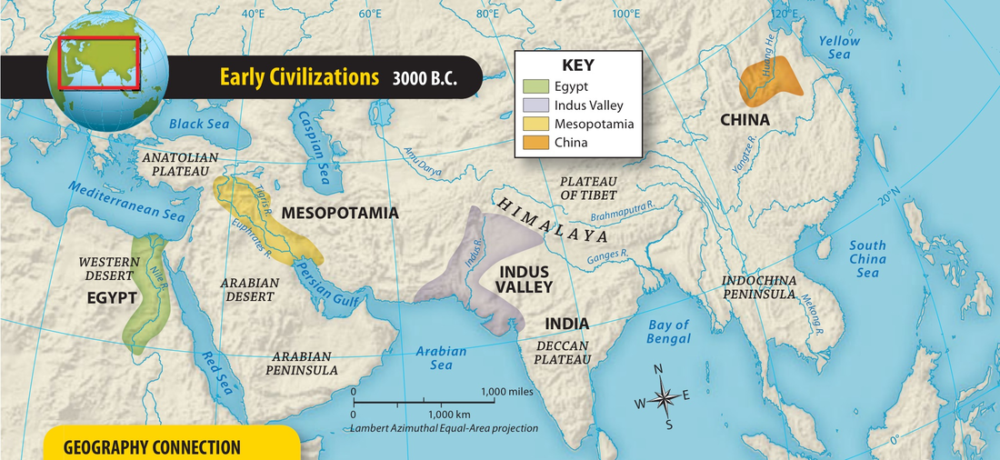 40°E
60°E
80°E
100°E
120°E
Early Civilizations 3000 B.C.
KEY
Egypt
Indus Valley
Mesopotamia
China
Yellow
Sea
Huang He
CHINA
Yangtze R.
Black Sea
Caspian Sea
Amu Darya
ANATOLIAN
PLATEAU
Mediterranean Sea
Tigris R.
MESOPOTAMIA
Euphrates R.
PLATEAU
OF TIBET
HIMALAYA
Brahmaputra R.
Ganges R.
20°N
WESTERN
DESERT
EGYPT
Nile R.
ARABIAN
DESERT
Persian Gulf
Indus R.
INDUS
VALLEY
South
China
Sea
INDOCHINA
PENINSULA
Mekong R.
INDIA
DECCAN
PLATEAU
Bay of
Bengal
Red Sea
ARABIAN
PENINSULA
Arabian
Sea
N
W E
S
0 1,000 miles
0 1,000 km
Lambert Azimuthal Equal-Area projection
0°
GEOGRAPHY CONNECTION